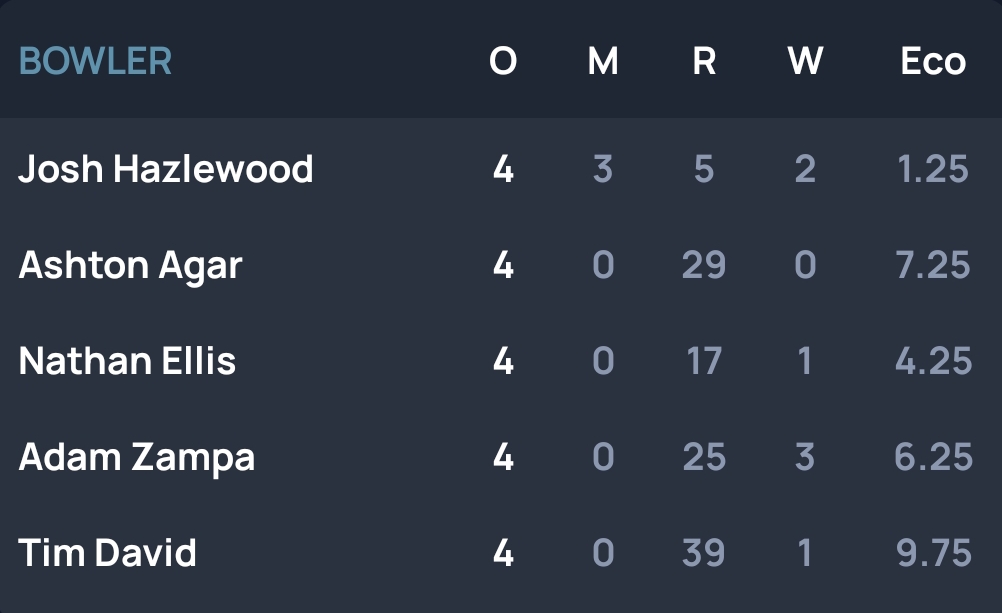 BOWLER O M R W Eco
Josh Hazlewood 4 3 5 2 1.25
Ashton Agar 4 0 29 0 7.25
Nathan Ellis 4 0 17 1 4.25
Adam Zampa 4 0 25 3 6.25
Tim David 4 0 39 1 9.75